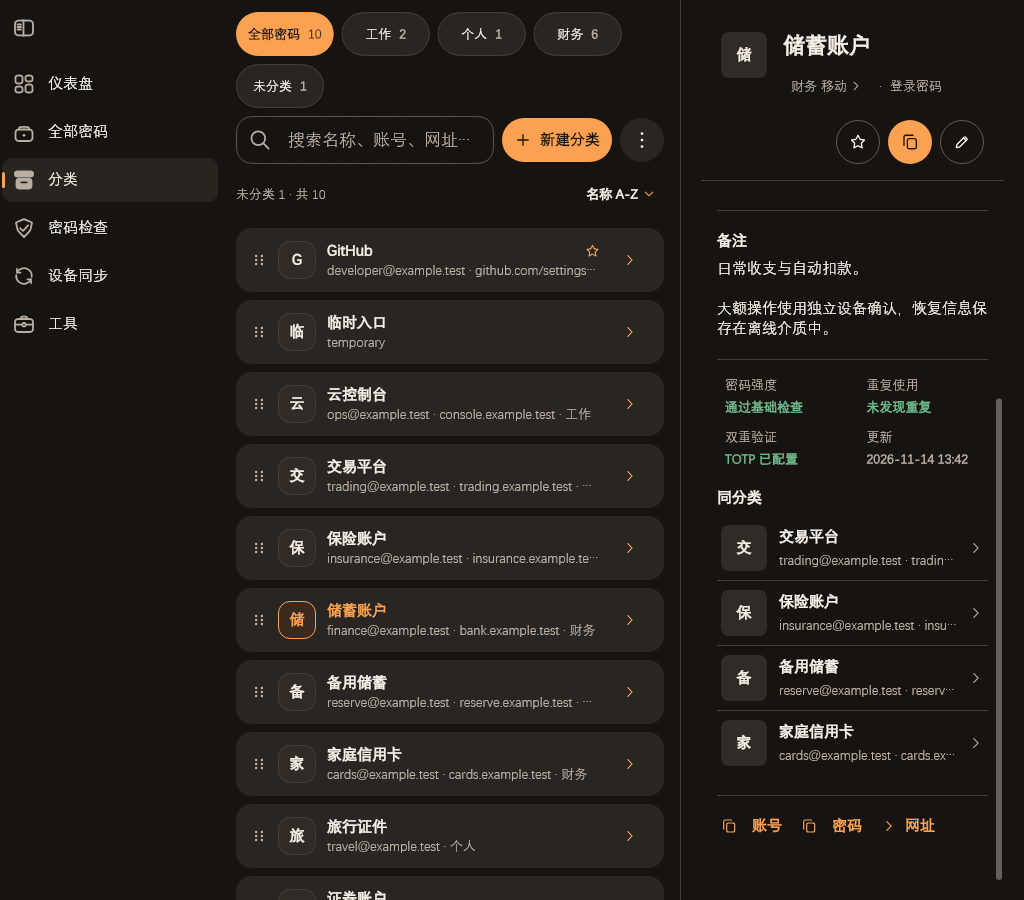 仪表盘
全部密码
分类
密码检查
设备同步
工具
全部密码 10
工作 2
个人 1
财务 6
未分类 1
搜索名称、账号、网址…
新建分类
未分类 1 · 共 10
名称 A-Z
G
GitHub
developer@example.test · github.com/settings…
临
临时入口
temporary
云
云控制台
ops@example.test · console.example.test · 工作
交
交易平台
trading@example.test · trading.example.test · …
保
保险账户
insurance@example.test · insurance.example.te…
储
储蓄账户
finance@example.test · bank.example.test · 财务
备
备用储蓄
reserve@example.test · reserve.example.test · …
家
家庭信用卡
cards@example.test · cards.example.test · 财务
旅
旅行证件
travel@example.test · 个人
证券账户
储
储蓄账户
财务 移动 · 登录密码
备注
日常收支与自动扣款。
大额操作使用独立设备确认，恢复信息保
存在离线介质中。
密码强度
重复使用
通过基础检查
未发现重复
双重验证
更新
TOTP 已配置
2026-11-14 13:42
同分类
交
交易平台
trading@example.test · tradin…
保
保险账户
insurance@example.test · insu…
备
备用储蓄
reserve@example.test · reserv…
家
家庭信用卡
cards@example.test · cards.ex…
账号
密码
网址